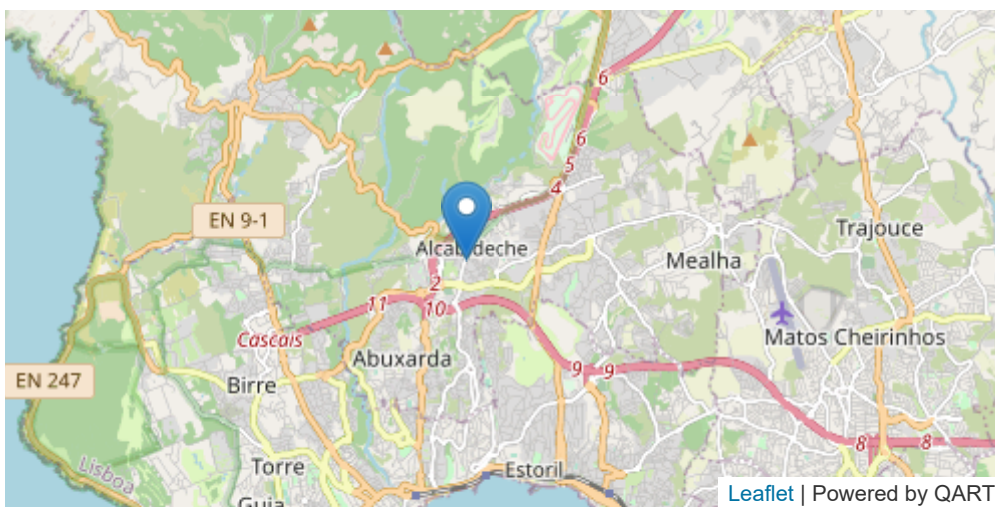 6
6
5
4
EN 9-1
Alcabideche
Trajouce
Mealha
2
11
10
Cascais
Matos Cheirinhos
Abuxarda
9
9
EN 247
Birre
8
8
Lisboa
Torre
Estoril
Guia
Leaflet | Powered by QART